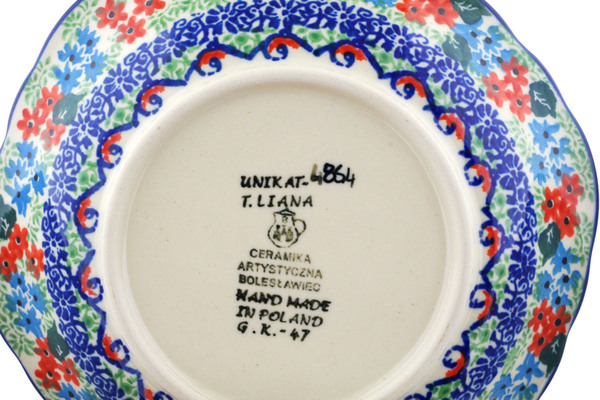 UNIKAT-4864
T. LIANA
CERAMIKA
ARTYSTYCZNA
BOLESŁAWIEC
HAND MADE
IN POLAND
G.K.-47